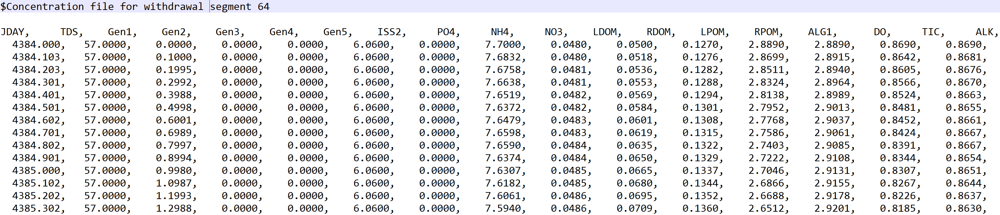 $Concentration file for withdrawal segment 64
JDAY, TDS, Gen1, Gen2, Gen3, Gen4, Gen5, ISS2, PO4, NH4, NO3, LDOM, RDOM, LPOM, RPOM, ALG1, DO, TIC, ALK,
4384.000, 57.0000, 0.0000, 0.0000, 0.0000, 6.0600, 0.0000, 7.7000, 0.0480, 0.0500, 0.1270, 2.8890, 2.8890, 0.8690, 0.8690,
4384.103, 57.0000, 0.1000, 0.0000, 0.0000, 6.0600, 0.0000, 7.6832, 0.0480, 0.0518, 0.1276, 2.8699, 2.8915, 0.8642, 0.8681,
4384.203, 57.0000, 0.1995, 0.0000, 0.0000, 6.0600, 0.0000, 7.6758, 0.0481, 0.0536, 0.1282, 2.8511, 2.8940, 0.8605, 0.8676,
4384.301, 57.0000, 0.2992, 0.0000, 0.0000, 6.0600, 0.0000, 7.6638, 0.0481, 0.0553, 0.1288, 2.8324, 2.8964, 0.8566, 0.8670,
4384.401, 57.0000, 0.3988, 0.0000, 0.0000, 6.0600, 0.0000, 7.6519, 0.0482, 0.0569, 0.1294, 2.8138, 2.8989, 0.8524, 0.8663,
4384.501, 57.0000, 0.4998, 0.0000, 0.0000, 6.0600, 0.0000, 7.6372, 0.0482, 0.0584, 0.1301, 2.7952, 2.9013, 0.8481, 0.8655,
4384.602, 57.0000, 0.6001, 0.0000, 0.0000, 6.0600, 0.0000, 7.6479, 0.0483, 0.0601, 0.1308, 2.7768, 2.9037, 0.8452, 0.8661,
4384.701, 57.0000, 0.6989, 0.0000, 0.0000, 6.0600, 0.0000, 7.6598, 0.0483, 0.0619, 0.1315, 2.7586, 2.9061, 0.8424, 0.8667,
4384.802, 57.0000, 0.7997, 0.0000, 0.0000, 6.0600, 0.0000, 7.6590, 0.0484, 0.0635, 0.1322, 2.7403, 2.9085, 0.8391, 0.8667,
4384.901, 57.0000, 0.8994, 0.0000, 0.0000, 6.0600, 0.0000, 7.6374, 0.0484, 0.0650, 0.1329, 2.7222, 2.9108, 0.8344, 0.8654,
4385.000, 57.0000, 0.9980, 0.0000, 0.0000, 6.0600, 0.0000, 7.6307, 0.0485, 0.0665, 0.1337, 2.7046, 2.9131, 0.8307, 0.8651,
4385.102, 57.0000, 1.0987, 0.0000, 0.0000, 6.0600, 0.0000, 7.6182, 0.0485, 0.0680, 0.1344, 2.6866, 2.9155, 0.8267, 0.8644,
4385.202, 57.0000, 1.1993, 0.0000, 0.0000, 6.0600, 0.0000, 7.6061, 0.0486, 0.0695, 0.1352, 2.6688, 2.9178, 0.8226, 0.8637,
4385.302, 57.0000, 1.2988, 0.0000, 0.0000, 6.0600, 0.0000, 7.5940, 0.0486, 0.0709, 0.1360, 2.6512, 2.9201, 0.8185, 0.8630,